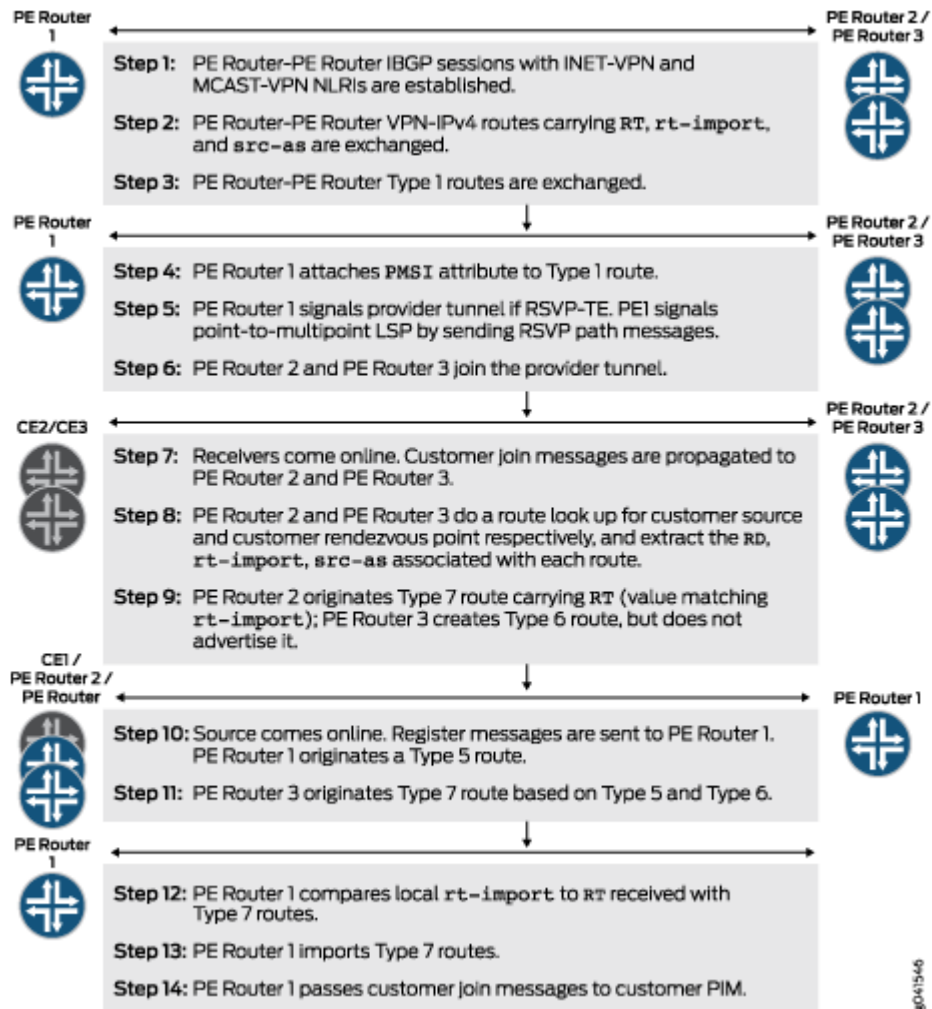 PE Router
1
PE Router 2 /
PE Router 3
Step 1: PE Router-PE Router IBGP sessions with INET-VPN and
MCAST-VPN NLRIs are established.
Step 2: PE Router-PE Router VPN-IPv4 routes carrying RT, rt-import,
and src-as are exchanged.
Step 3: PE Router-PE Router Type 1 routes are exchanged.
PE Router
1
PE Router 2 /
PE Router 3
Step 4: PE Router 1 attaches PMSI attribute to Type 1 route.
Step 5: PE Router 1 signals provider tunnel if RSVP-TE. PE1 signals
point-to-multipoint LSP by sending RSVP path messages.
Step 6: PE Router 2 and PE Router 3 join the provider tunnel.
CE2/CE3
PE Router 2 /
PE Router 3
Step 7: Receivers come online. Customer join messages are propagated to
PE Router 2 and PE Router 3.
Step 8: PE Router 2 and PE Router 3 do a route look up for customer source
and customer rendezvous point respectively, and extract the RD,
rt-import, src-as associated with each route.
Step 9: PE Router 2 originates Type 7 route carrying RT (value matching
rt-import); PE Router 3 creates Type 6 route, but does not
advertise it.
CE1 /
PE Router 2 /
PE Router
PE Router 1
Step 10: Source comes online. Register messages are sent to PE Router 1.
PE Router 1 originates a Type 5 route.
Step 11: PE Router 3 originates Type 7 route based on Type 5 and Type 6.
PE Router
1
Step 12: PE Router 1 compares local rt-import to RT received with
Type 7 routes.
Step 13: PE Router 1 imports Type 7 routes.
Step 14: PE Router 1 passes customer join messages to customer PIM.
g041546